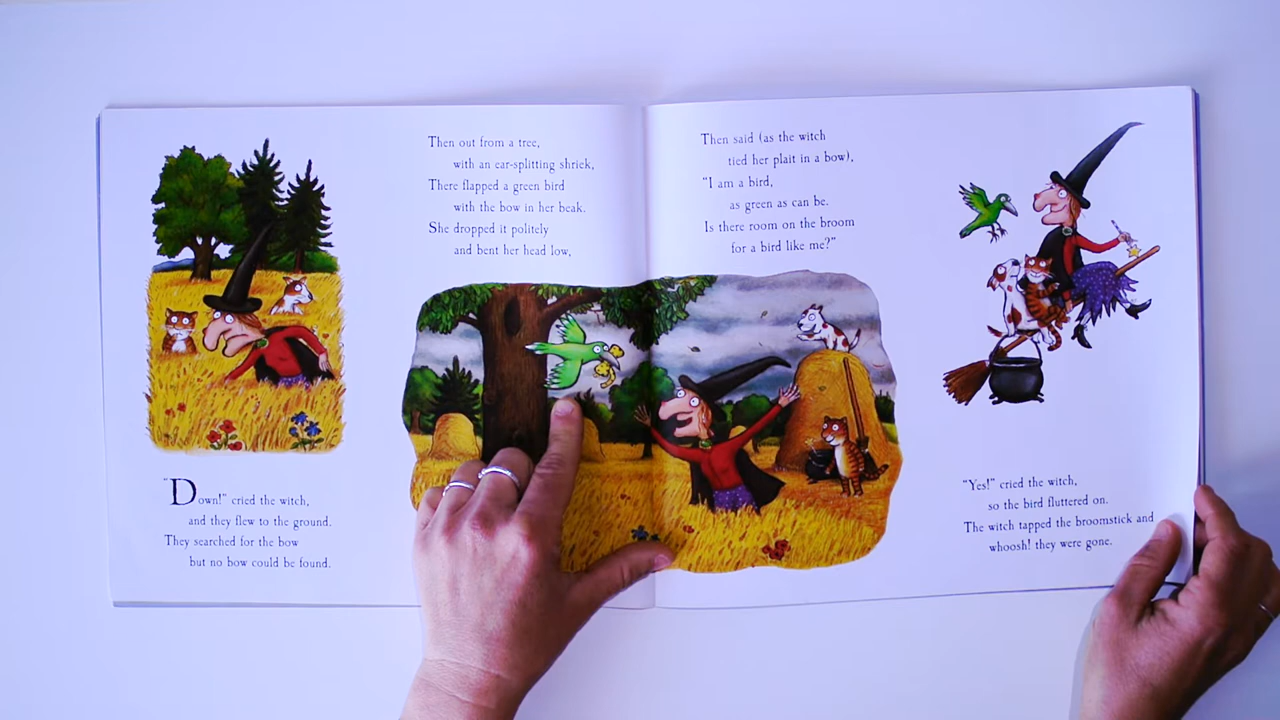 "Down!" cried the witch,
and they flew to the ground.
They searched for the bow
but no bow could be found.
Then out from a tree,
with an ear-splitting shriek,
There flapped a green bird
with the bow in her beak.
She dropped it politely
and bent her head low,
Then said (as the witch
tied her plait in a bow),
"I am a bird,
as green as can be.
Is there room on the broom
for a bird like me?"
"Yes!" cried the witch,
so the bird fluttered on.
The witch tapped the broomstick and
whoosh! they were gone.